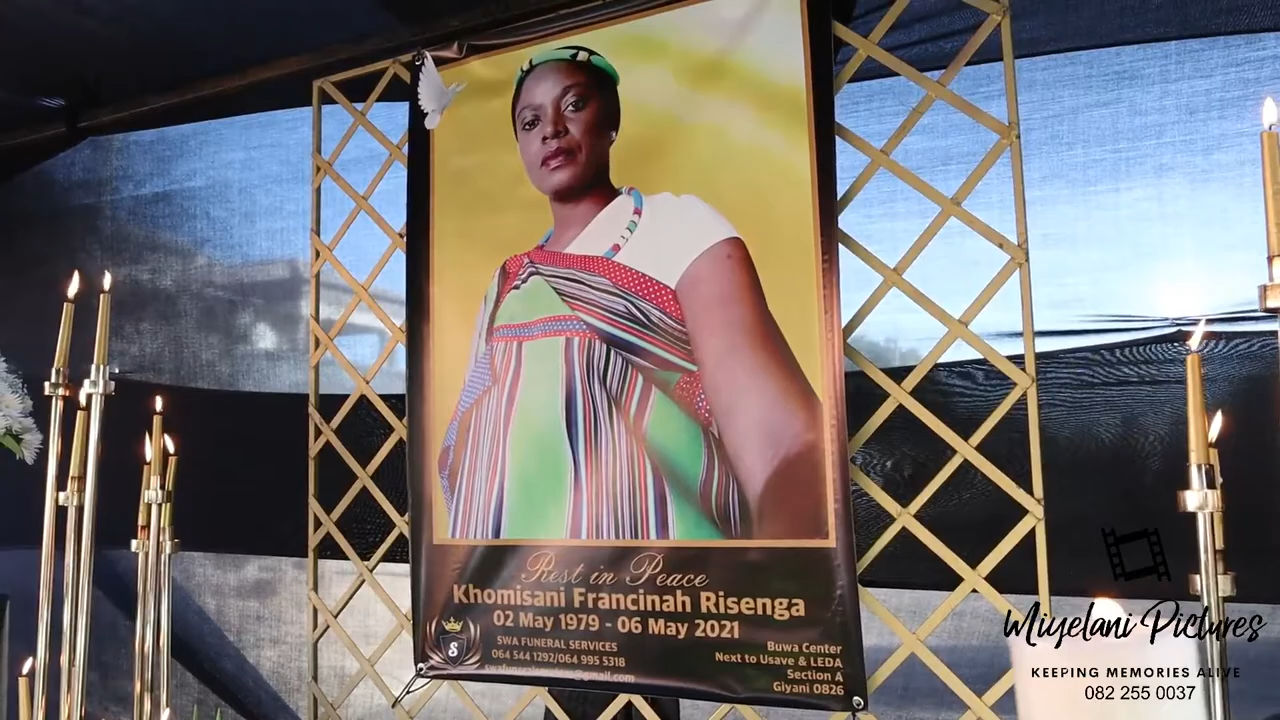 Rest in Peace
Khomisani Francinah Risenga
02 May 1979 - 06 May 2021
S
SWA FUNERAL SERVICES
064 544 1292/064 995 5318
Buwa Center
Next to Usave & LEDA
Section A
Giyani 0826
Miyelani Pictures
KEEPING MEMORIES ALIVE
082 255 0037